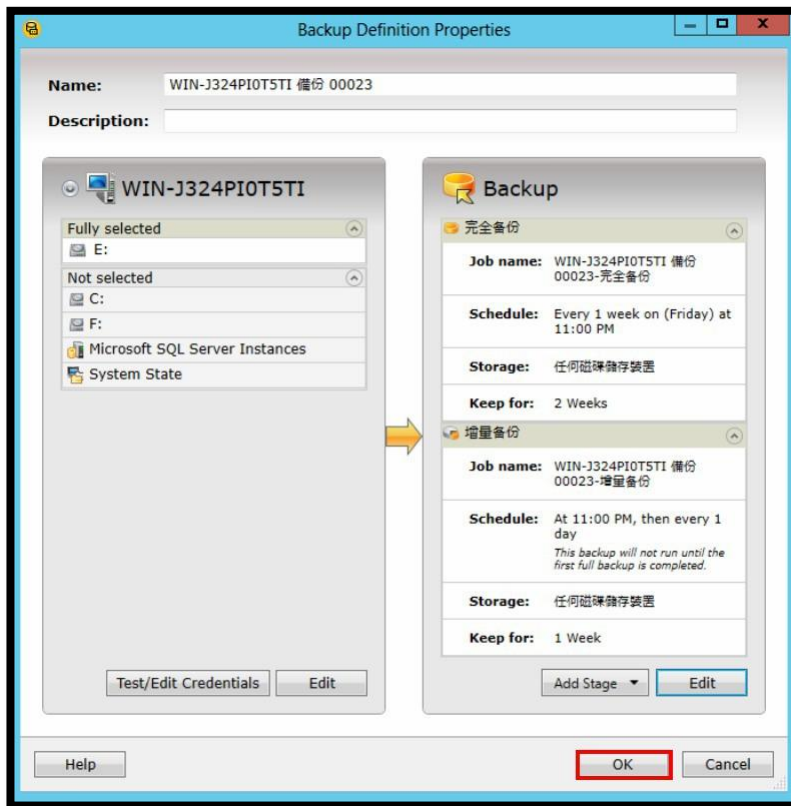 Backup Definition Properties
Name: WIN-J324PI0T5TI 備份 00023
Description:
WIN-J324PI0T5TI
Fully selected
E:
Not selected
C:
F:
Microsoft SQL Server Instances
System State
Test/Edit Credentials Edit
Backup
完全备份
Job name: WIN-J324PI0T5TI 備份
00023-完全备份
Schedule: Every 1 week on (Friday) at
11:00 PM
Storage: 任何磁碟儲存裝置
Keep for: 2 Weeks
增量备份
Job name: WIN-J324PI0T5TI 備份
00023-增量备份
Schedule: At 11:00 PM, then every 1
day
This backup will not run until the
first full backup is completed.
Storage: 任何磁碟儲存裝置
Keep for: 1 Week
Add Stage Edit
Help OK Cancel